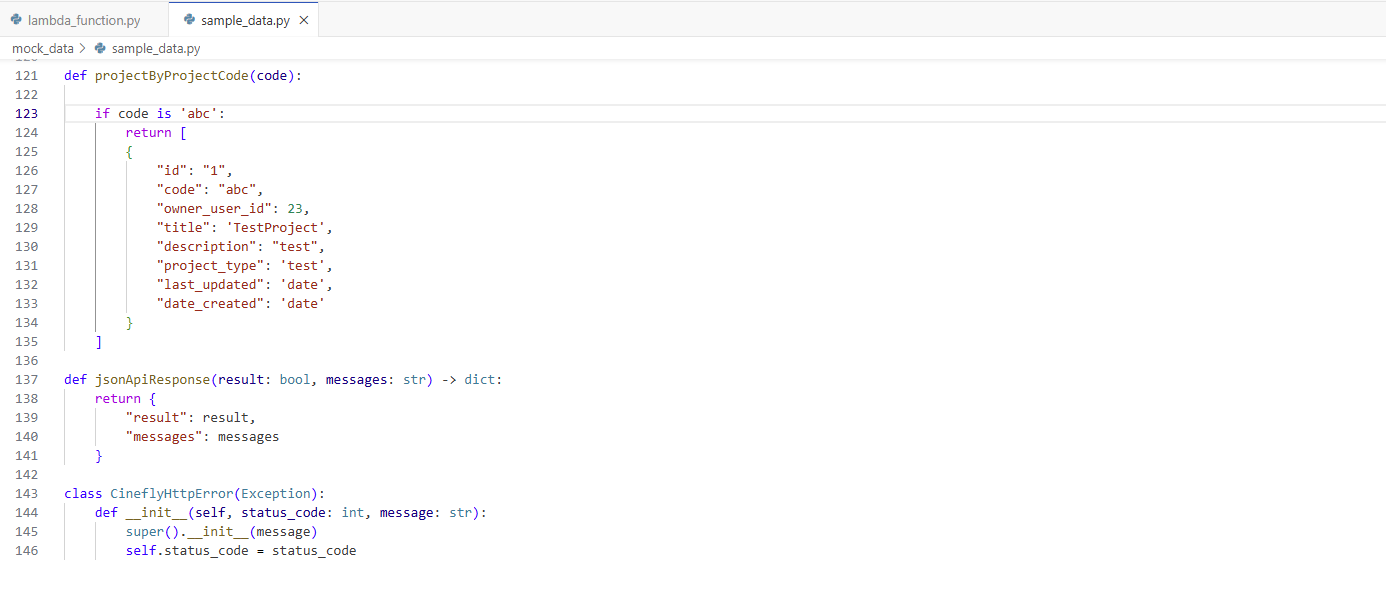 lambda_function.py sample_data.py
mock_data > sample_data.py
121 def projectByProjectCode(code):
122
123 if code is 'abc':
124 return [
125 {
126 "id": "1",
127 "code": "abc",
128 "owner_user_id": 23,
129 "title": 'TestProject',
130 "description": "test",
131 "project_type": 'test',
132 "last_updated": 'date',
133 "date_created": 'date'
134 }
135 ]
136
137 def jsonApiResponse(result: bool, messages: str) -> dict:
138 return {
139 "result": result,
140 "messages": messages
141 }
142
143 class CineflyHttpError(Exception):
144 def __init__(self, status_code: int, message: str):
145 super().__init__(message)
146 self.status_code = status_code